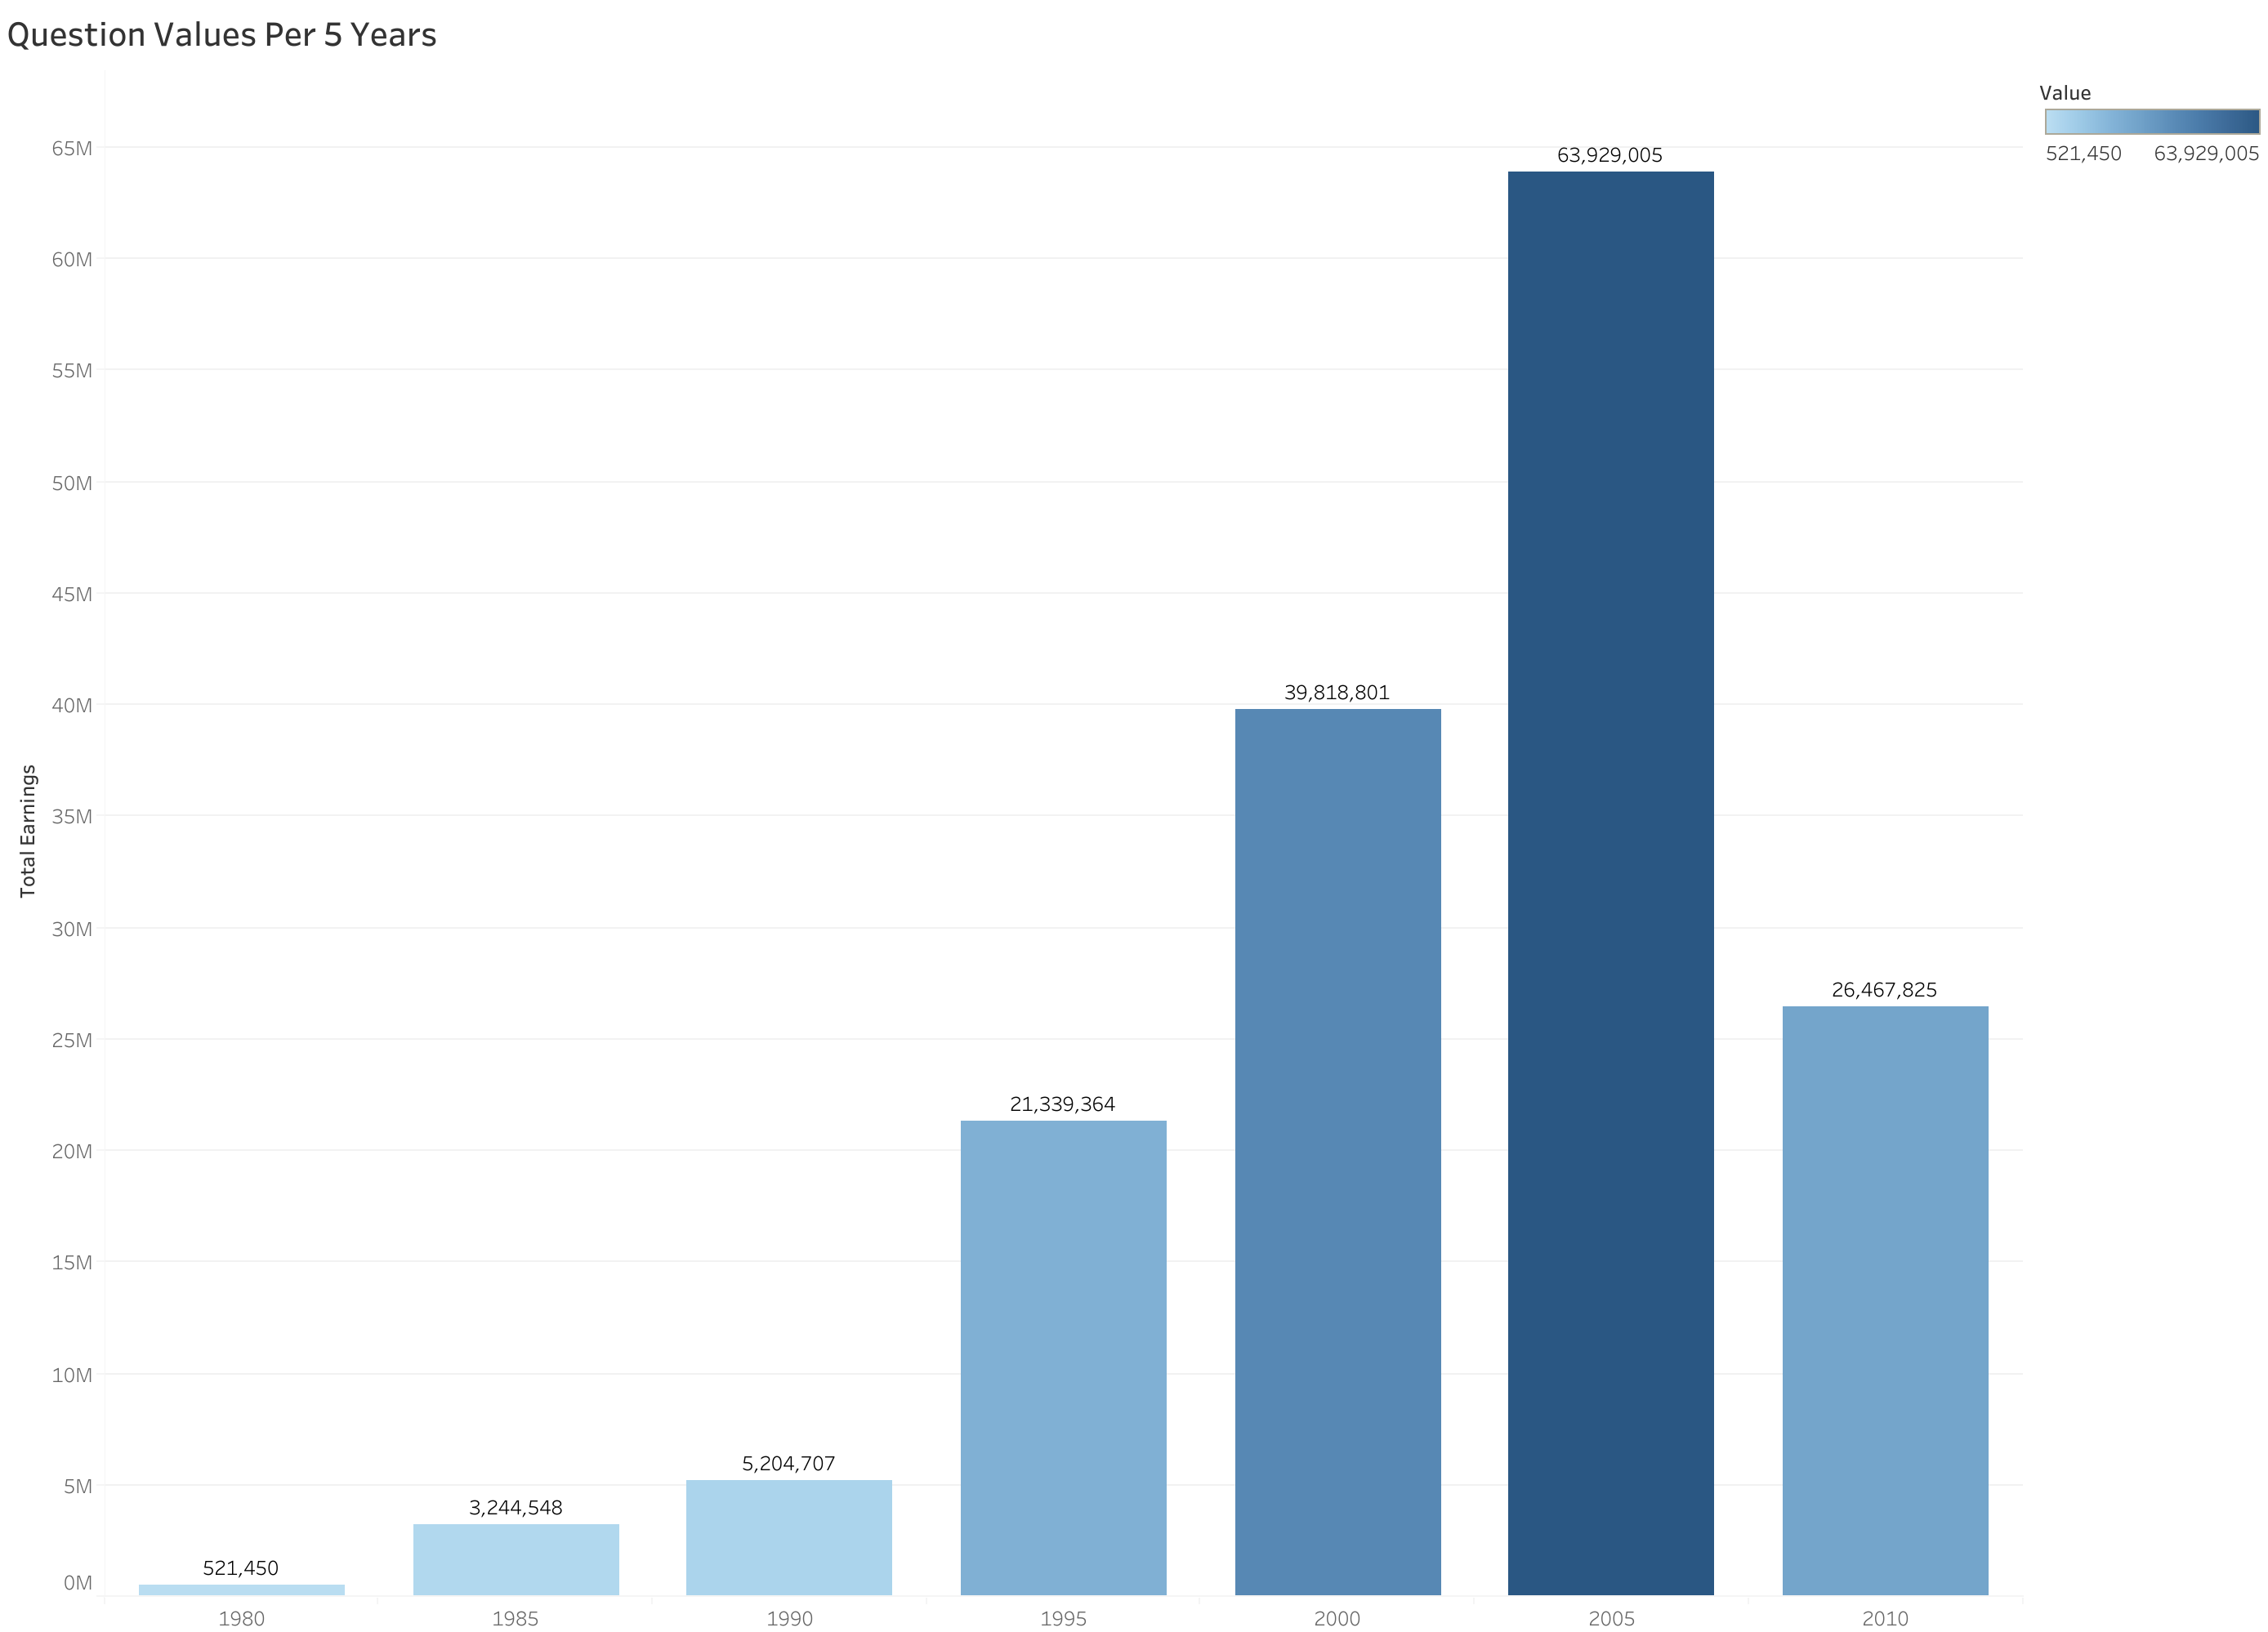 Question Values Per 5 Years
Value
521,450 63,929,005
Total Earnings
65M
60M
55M
50M
45M
40M
35M
30M
25M
20M
15M
10M
5M
0M
521,450
3,244,548
5,204,707
21,339,364
39,818,801
63,929,005
26,467,825
1980 1985 1990 1995 2000 2005 2010